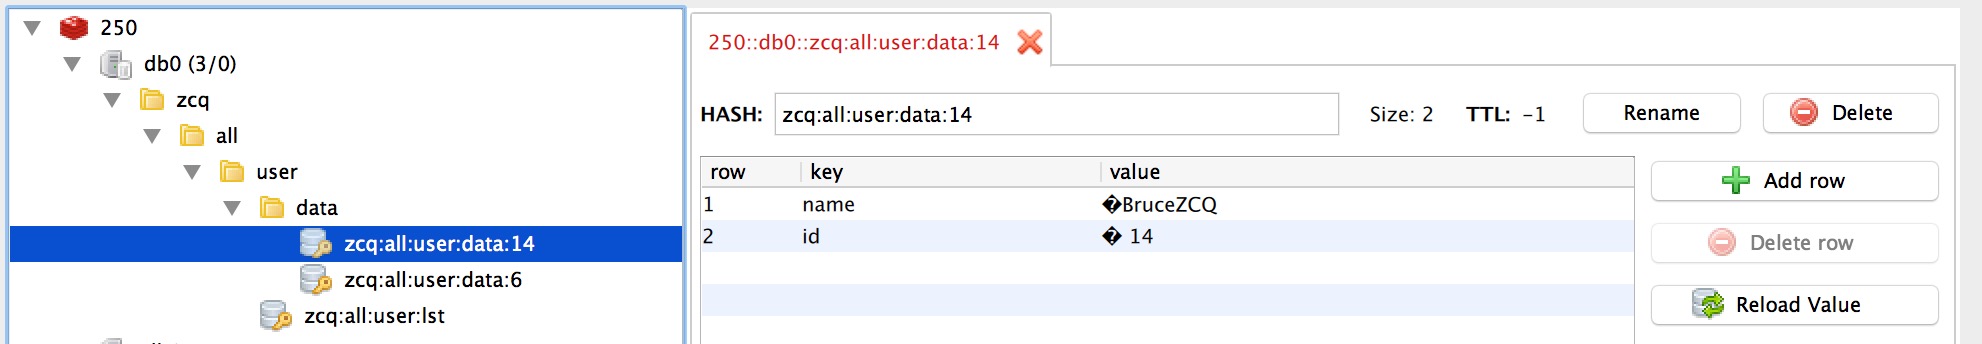 250
db0 (3/0)
zcq
all
user
data
zcq:all:user:data:14
zcq:all:user:data:6
zcq:all:user:lst
250::db0::zcq:all:user:data:14
HASH: zcq:all:user:data:14 Size: 2 TTL: -1 Rename Delete
row key value
1 name �BruceZCQ
2 id � 14
Add row
Delete row
Reload Value